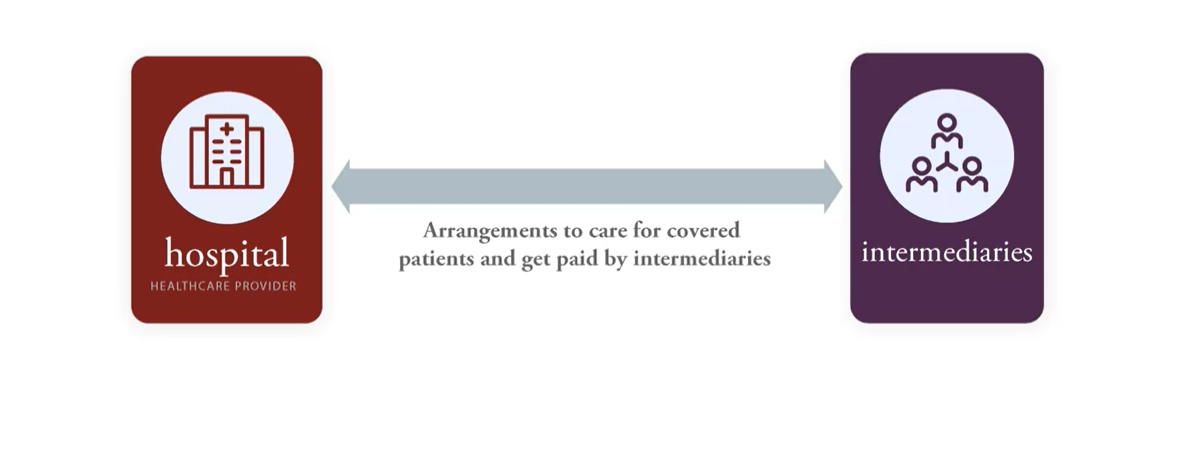 hospital
HEALTHCARE PROVIDER
Arrangements to care for covered
patients and get paid by intermediaries
intermediaries